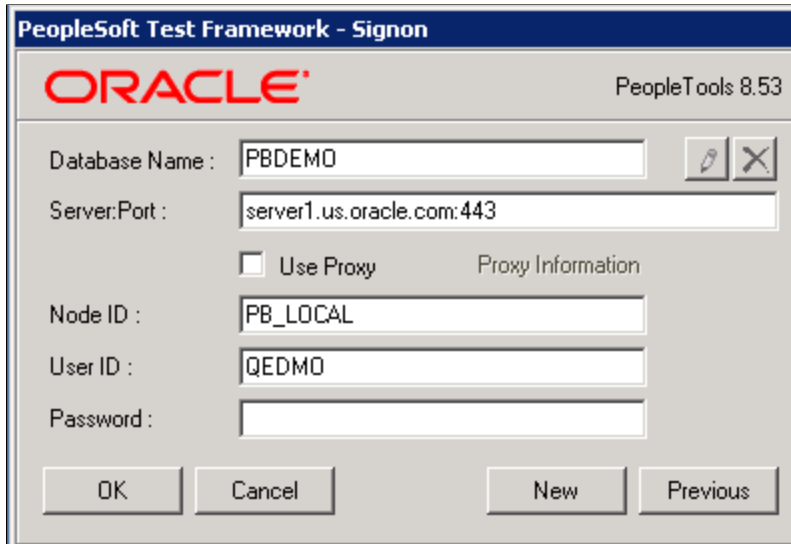 PeopleSoft Test Framework - Signon
ORACLE
PeopleTools 8.53
Database Name : PBDEMO
Server:Port : server1.us.oracle.com:443
Use Proxy Proxy Information
Node ID : PB_LOCAL
User ID : QEDMO
Password :
OK Cancel New Previous